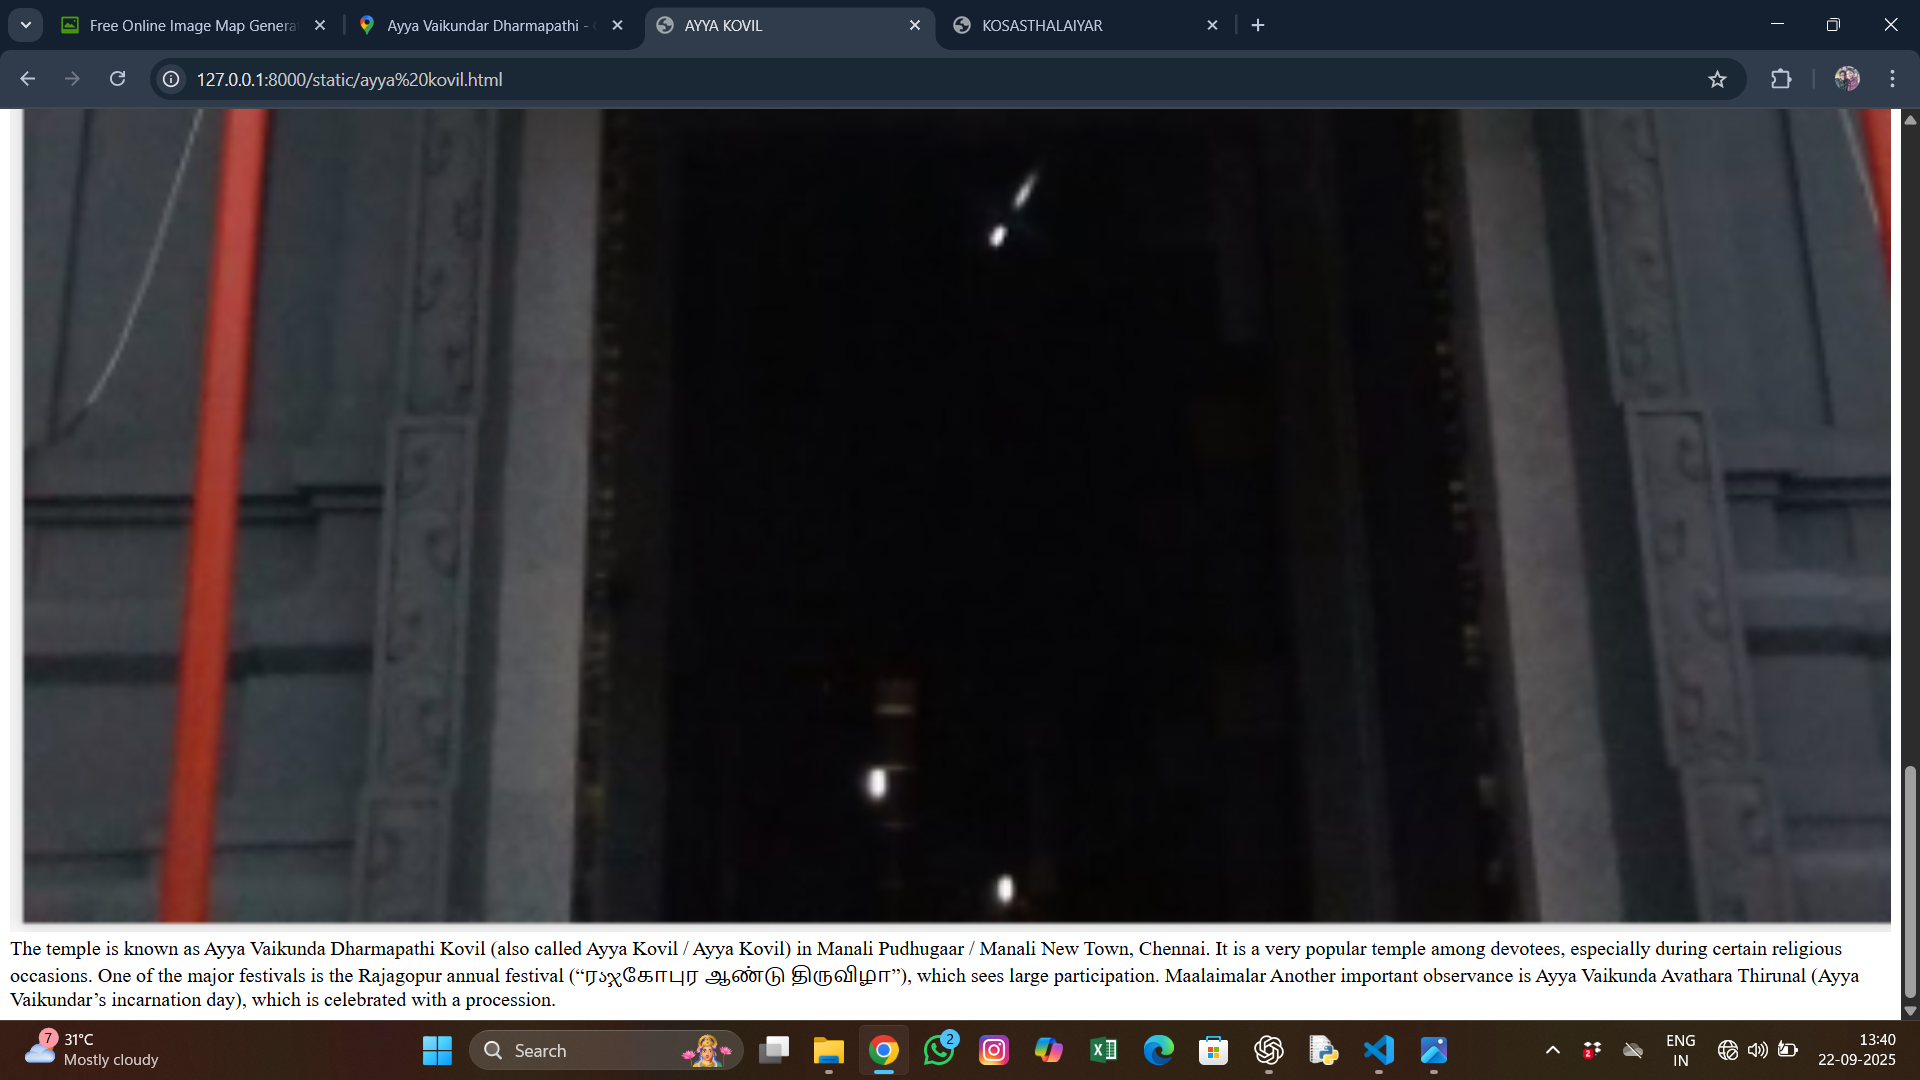 Free Online Image Map Genera
Ayya Vaikundar Dharmapathi -
AYYA KOVIL
KOSASTHALAIYAR
127.0.0.1:8000/static/ayya%20kovil.html
The temple is known as Ayya Vaikunda Dharmapathi Kovil (also called Ayya Kovil / Ayya Kovil) in Manali Pudhugaar / Manali New Town, Chennai. It is a very popular temple among devotees, especially during certain religious
occasions. One of the major festivals is the Rajagopur annual festival (“ரಾჯகோபுர ஆண்டு திருவிழா”), which sees large participation. Maalaimalar Another important observance is Ayya Vaikunda Avathara Thirunal (Ayya
Vaikundar’s incarnation day), which is celebrated with a procession.
7
31°C
Mostly cloudy
Search
2
2
ENG
IN
13:40
22-09-2025